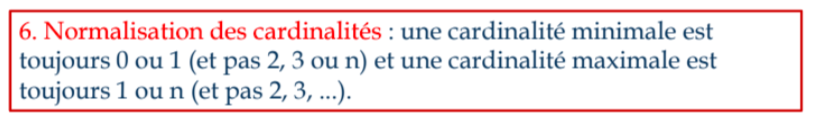 6. Normalisation des cardinalités : une cardinalité minimale est
toujours 0 ou 1 (et pas 2, 3 ou n) et une cardinalité maximale est
toujours 1 ou n (et pas 2, 3, ...).